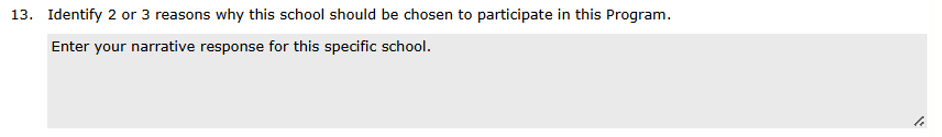 13. Identify 2 or 3 reasons why this school should be chosen to participate in this Program.
Enter your narrative response for this specific school.